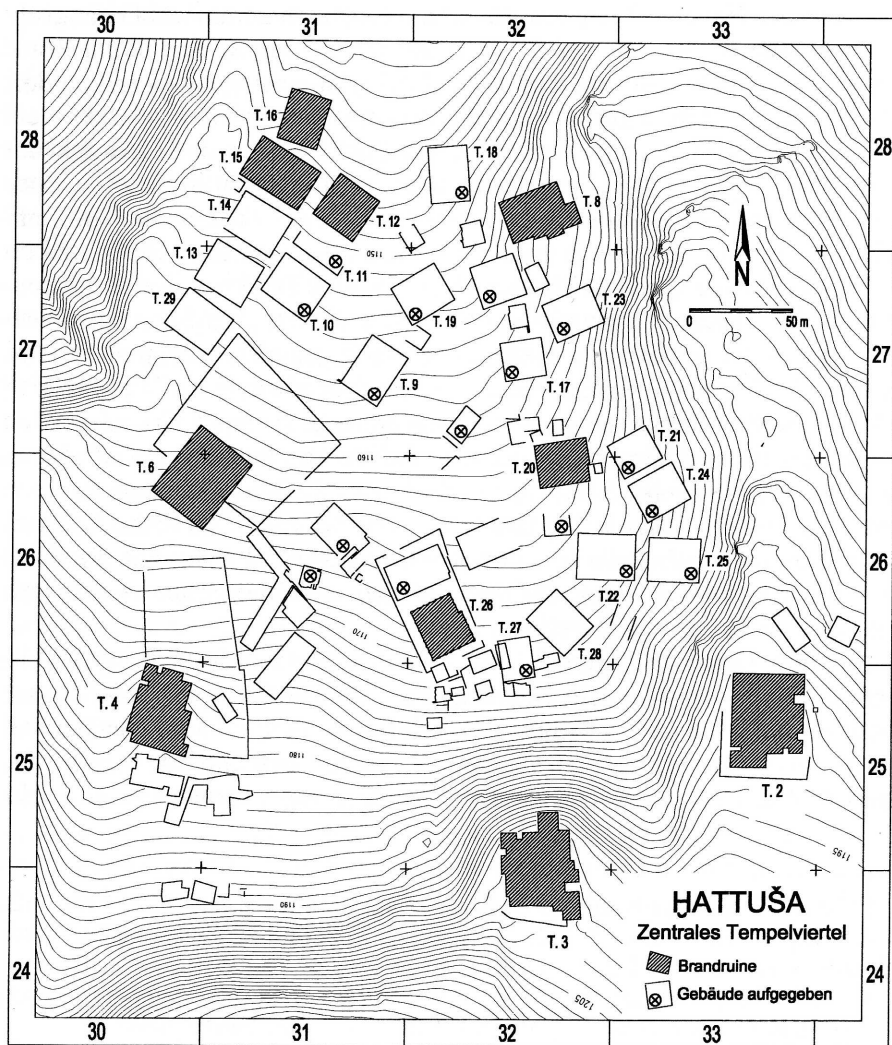 30 31 32 33
28 28
27 27
26 26
25 25
24 24
T. 16
T. 15
T. 18
T. 14
T. 12
T. 8
T. 13
1150
T. 11
T. 29
T. 10
T. 19
T. 23
N
0 50 m
T. 9
T. 17
T. 6
1160
T. 20
T. 21
T. 24
T. 25
T. 22
T. 26
1170
T. 27
T. 28
T. 4
1180
T. 2
1195
T. 3
1190
1205
ḪATTUŠA
Zentrales Tempelviertel
Brandruine
Gebäude aufgegeben
30 31 32 33